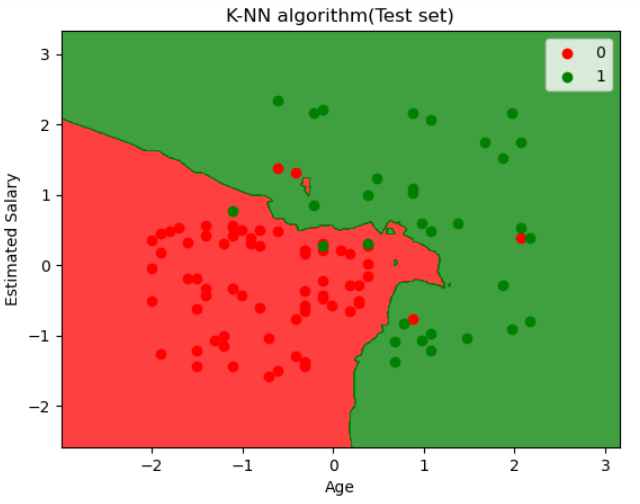 K-NN algorithm(Test set)
0
1
3
2
1
0
−1
−2
Estimated Salary
−2 −1 0 1 2 3
Age